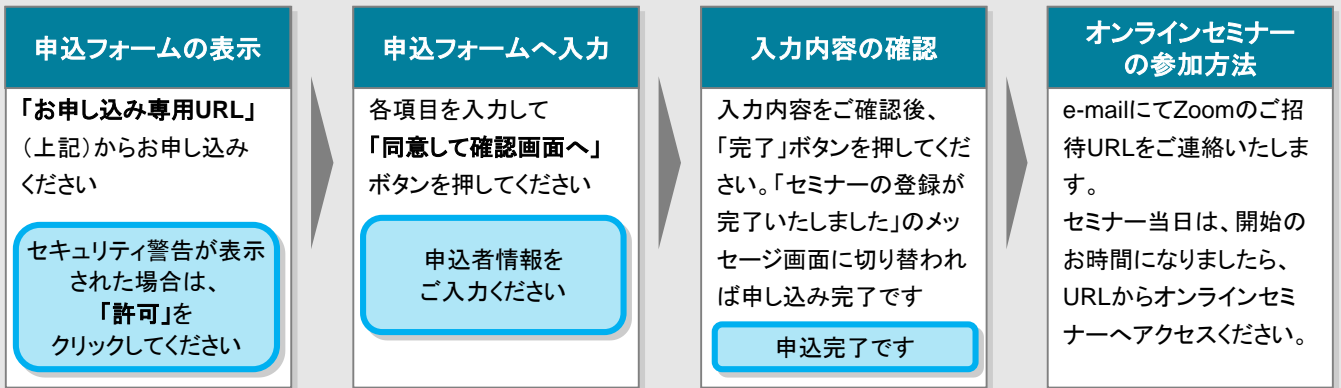 申込フォームの表示
「お申し込み専用URL」
（上記）からお申し込み
ください
セキュリティ警告が表示
された場合は、
「許可」を
クリックしてください
申込フォームへ入力
各項目を入力して
「同意して確認画面へ」
ボタンを押してください
申込者情報を
ご入力ください
入力内容の確認
入力内容をご確認後、
「完了」ボタンを押してくだ
さい。「セミナーの登録が
完了いたしました」のメッ
セージ画面に切り替われ
ば申し込み完了です
申込完了です
オンラインセミナー
の参加方法
e-mailにてZoomのご招
待URLをご連絡いたしま
す。
セミナー当日は、開始の
お時間になりましたら、
URLからオンラインセミ
ナーへアクセスください。